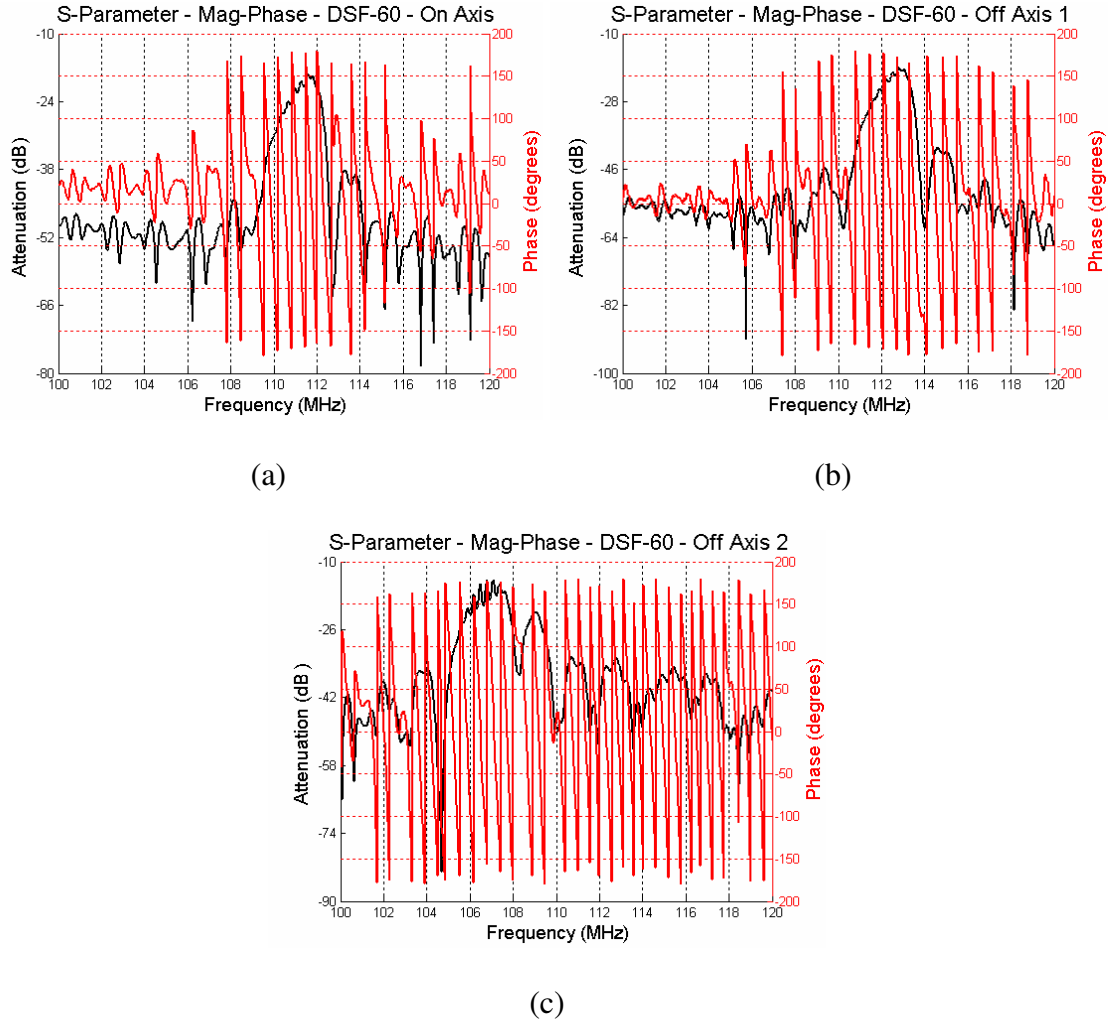 S-Parameter - Mag-Phase - DSF-60 - On Axis
-10
-24
-38
-52
-66
-80
Attenuation (dB)
200
150
100
50
0
-50
-100
-150
-200
Phase (degrees)
100 102 104 106 108 110 112 114 116 118 120
Frequency (MHz)
(a)
S-Parameter - Mag-Phase - DSF-60 - Off Axis 1
-10
-28
-46
-64
-82
-100
Attenuation (dB)
200
150
100
50
0
-50
-100
-150
-200
Phase (degrees)
100 102 104 106 108 110 112 114 116 118 120
Frequency (MHz)
(b)
S-Parameter - Mag-Phase - DSF-60 - Off Axis 2
-10
-26
-42
-58
-74
-90
Attenuation (dB)
200
150
100
50
0
-50
-100
-150
-200
Phase (degrees)
100 102 104 106 108 110 112 114 116 118 120
Frequency (MHz)
(c)